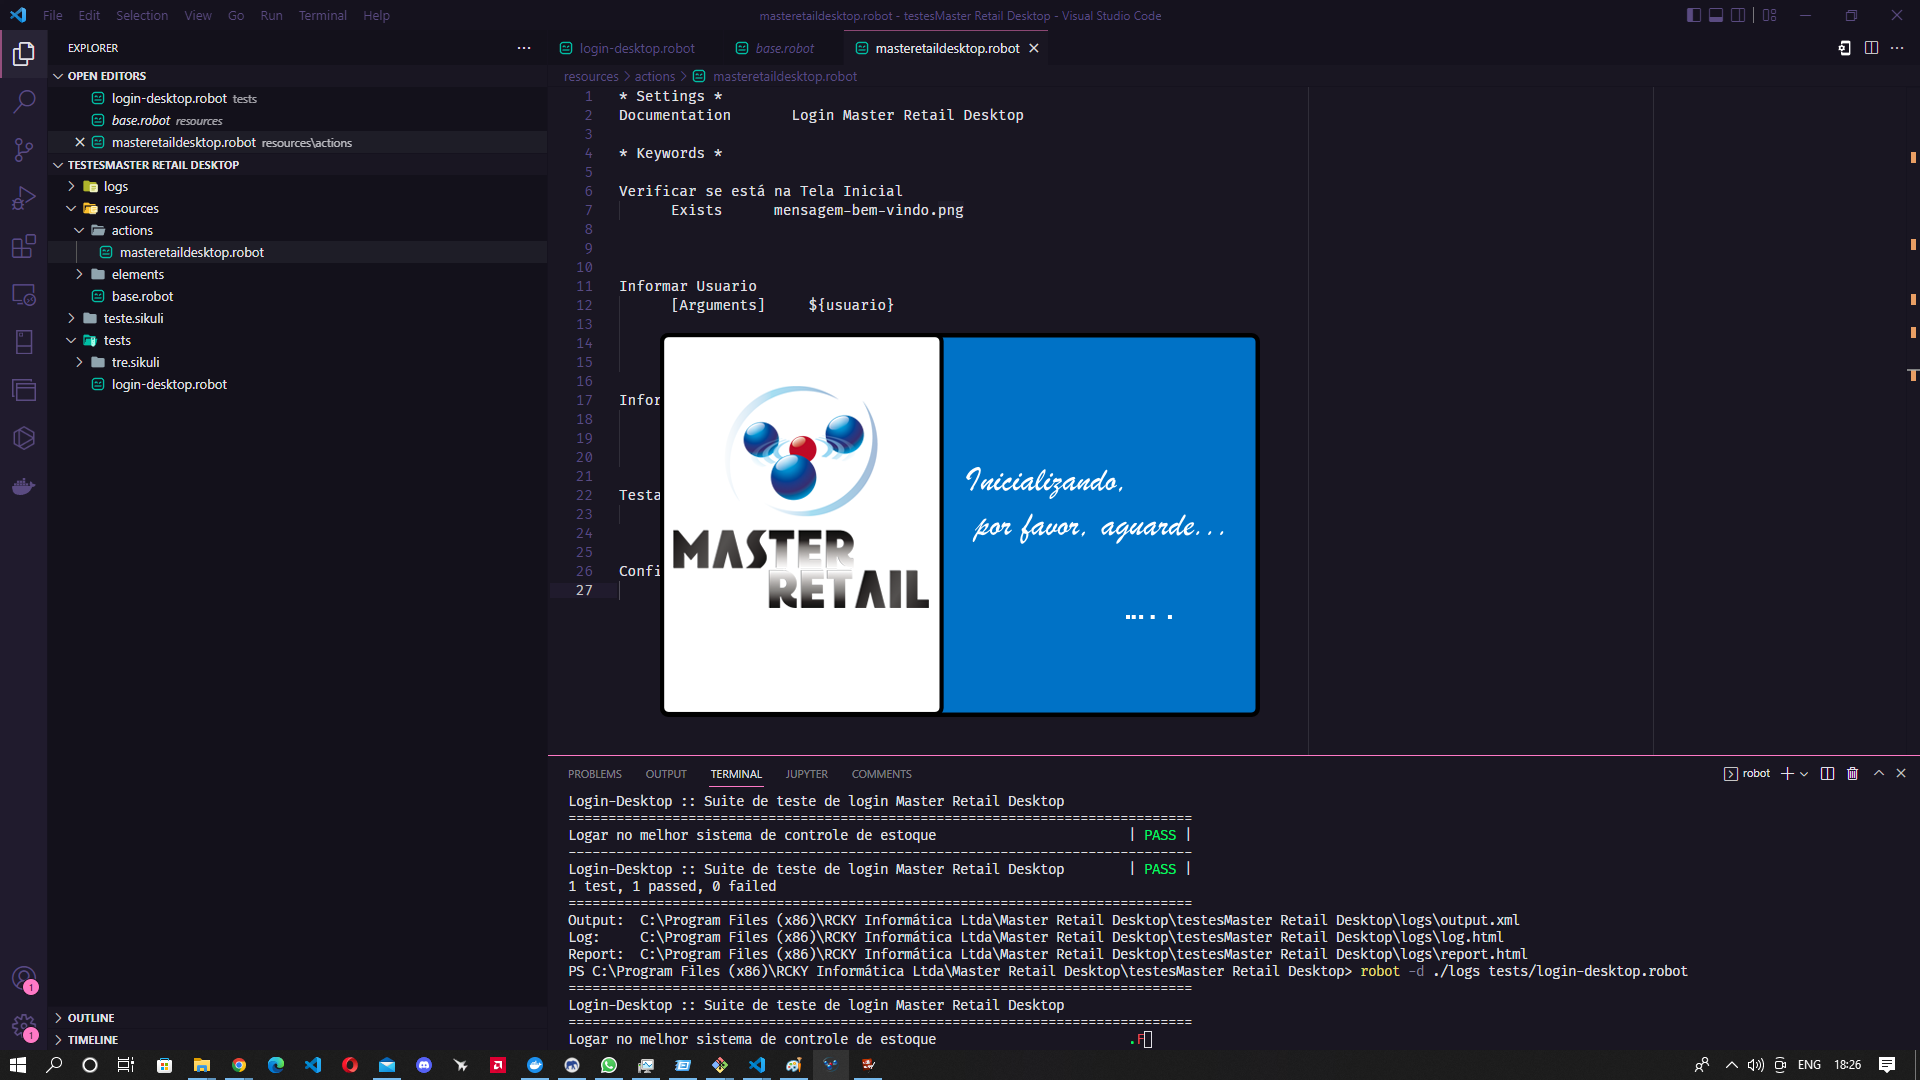 File Edit Selection View Go Run Terminal Help
masteretaildesktop.robot - testesMaster Retail Desktop - Visual Studio Code
EXPLORER
OPEN EDITORS
login-desktop.robot tests
base.robot resources
masteretaildesktop.robot resources\actions
TESTESMASTER RETAIL DESKTOP
logs
resources
actions
masteretaildesktop.robot
elements
base.robot
teste.sikuli
tests
tre.sikuli
login-desktop.robot
OUTLINE
TIMELINE
login-desktop.robot base.robot masteretaildesktop.robot
resources > actions > masteretaildesktop.robot
1 * Settings *
2 Documentation Login Master Retail Desktop
3
4 * Keywords *
5
6 Verificar se está na Tela Inicial
7 Exists mensagem-bem-vindo.png
8
9
10
11 Informar Usuario
12 [Arguments] ${usuario}
13
14
15
16
17 Infor
18
19
20
21
22 Testa
23
24
25
26 Confi
27
MASTER
RETAIL
Inicializando,
por favor, aguarde...
.....
PROBLEMS OUTPUT TERMINAL JUPYTER COMMENTS
robot
Login-Desktop :: Suite de teste de login Master Retail Desktop
==============================================================================
Logar no melhor sistema de controle de estoque | PASS |
------------------------------------------------------------------------------
Login-Desktop :: Suite de teste de login Master Retail Desktop | PASS |
1 test, 1 passed, 0 failed
==============================================================================
Output: C:\Program Files (x86)\RCKY Informática Ltda\Master Retail Desktop\testesMaster Retail Desktop\logs\output.xml
Log: C:\Program Files (x86)\RCKY Informática Ltda\Master Retail Desktop\testesMaster Retail Desktop\logs\log.html
Report: C:\Program Files (x86)\RCKY Informática Ltda\Master Retail Desktop\testesMaster Retail Desktop\logs\report.html
PS C:\Program Files (x86)\RCKY Informática Ltda\Master Retail Desktop\testesMaster Retail Desktop> robot -d ./logs tests/login-desktop.robot
==============================================================================
Login-Desktop :: Suite de teste de login Master Retail Desktop
==============================================================================
Logar no melhor sistema de controle de estoque .F
1
1
ENG 18:26